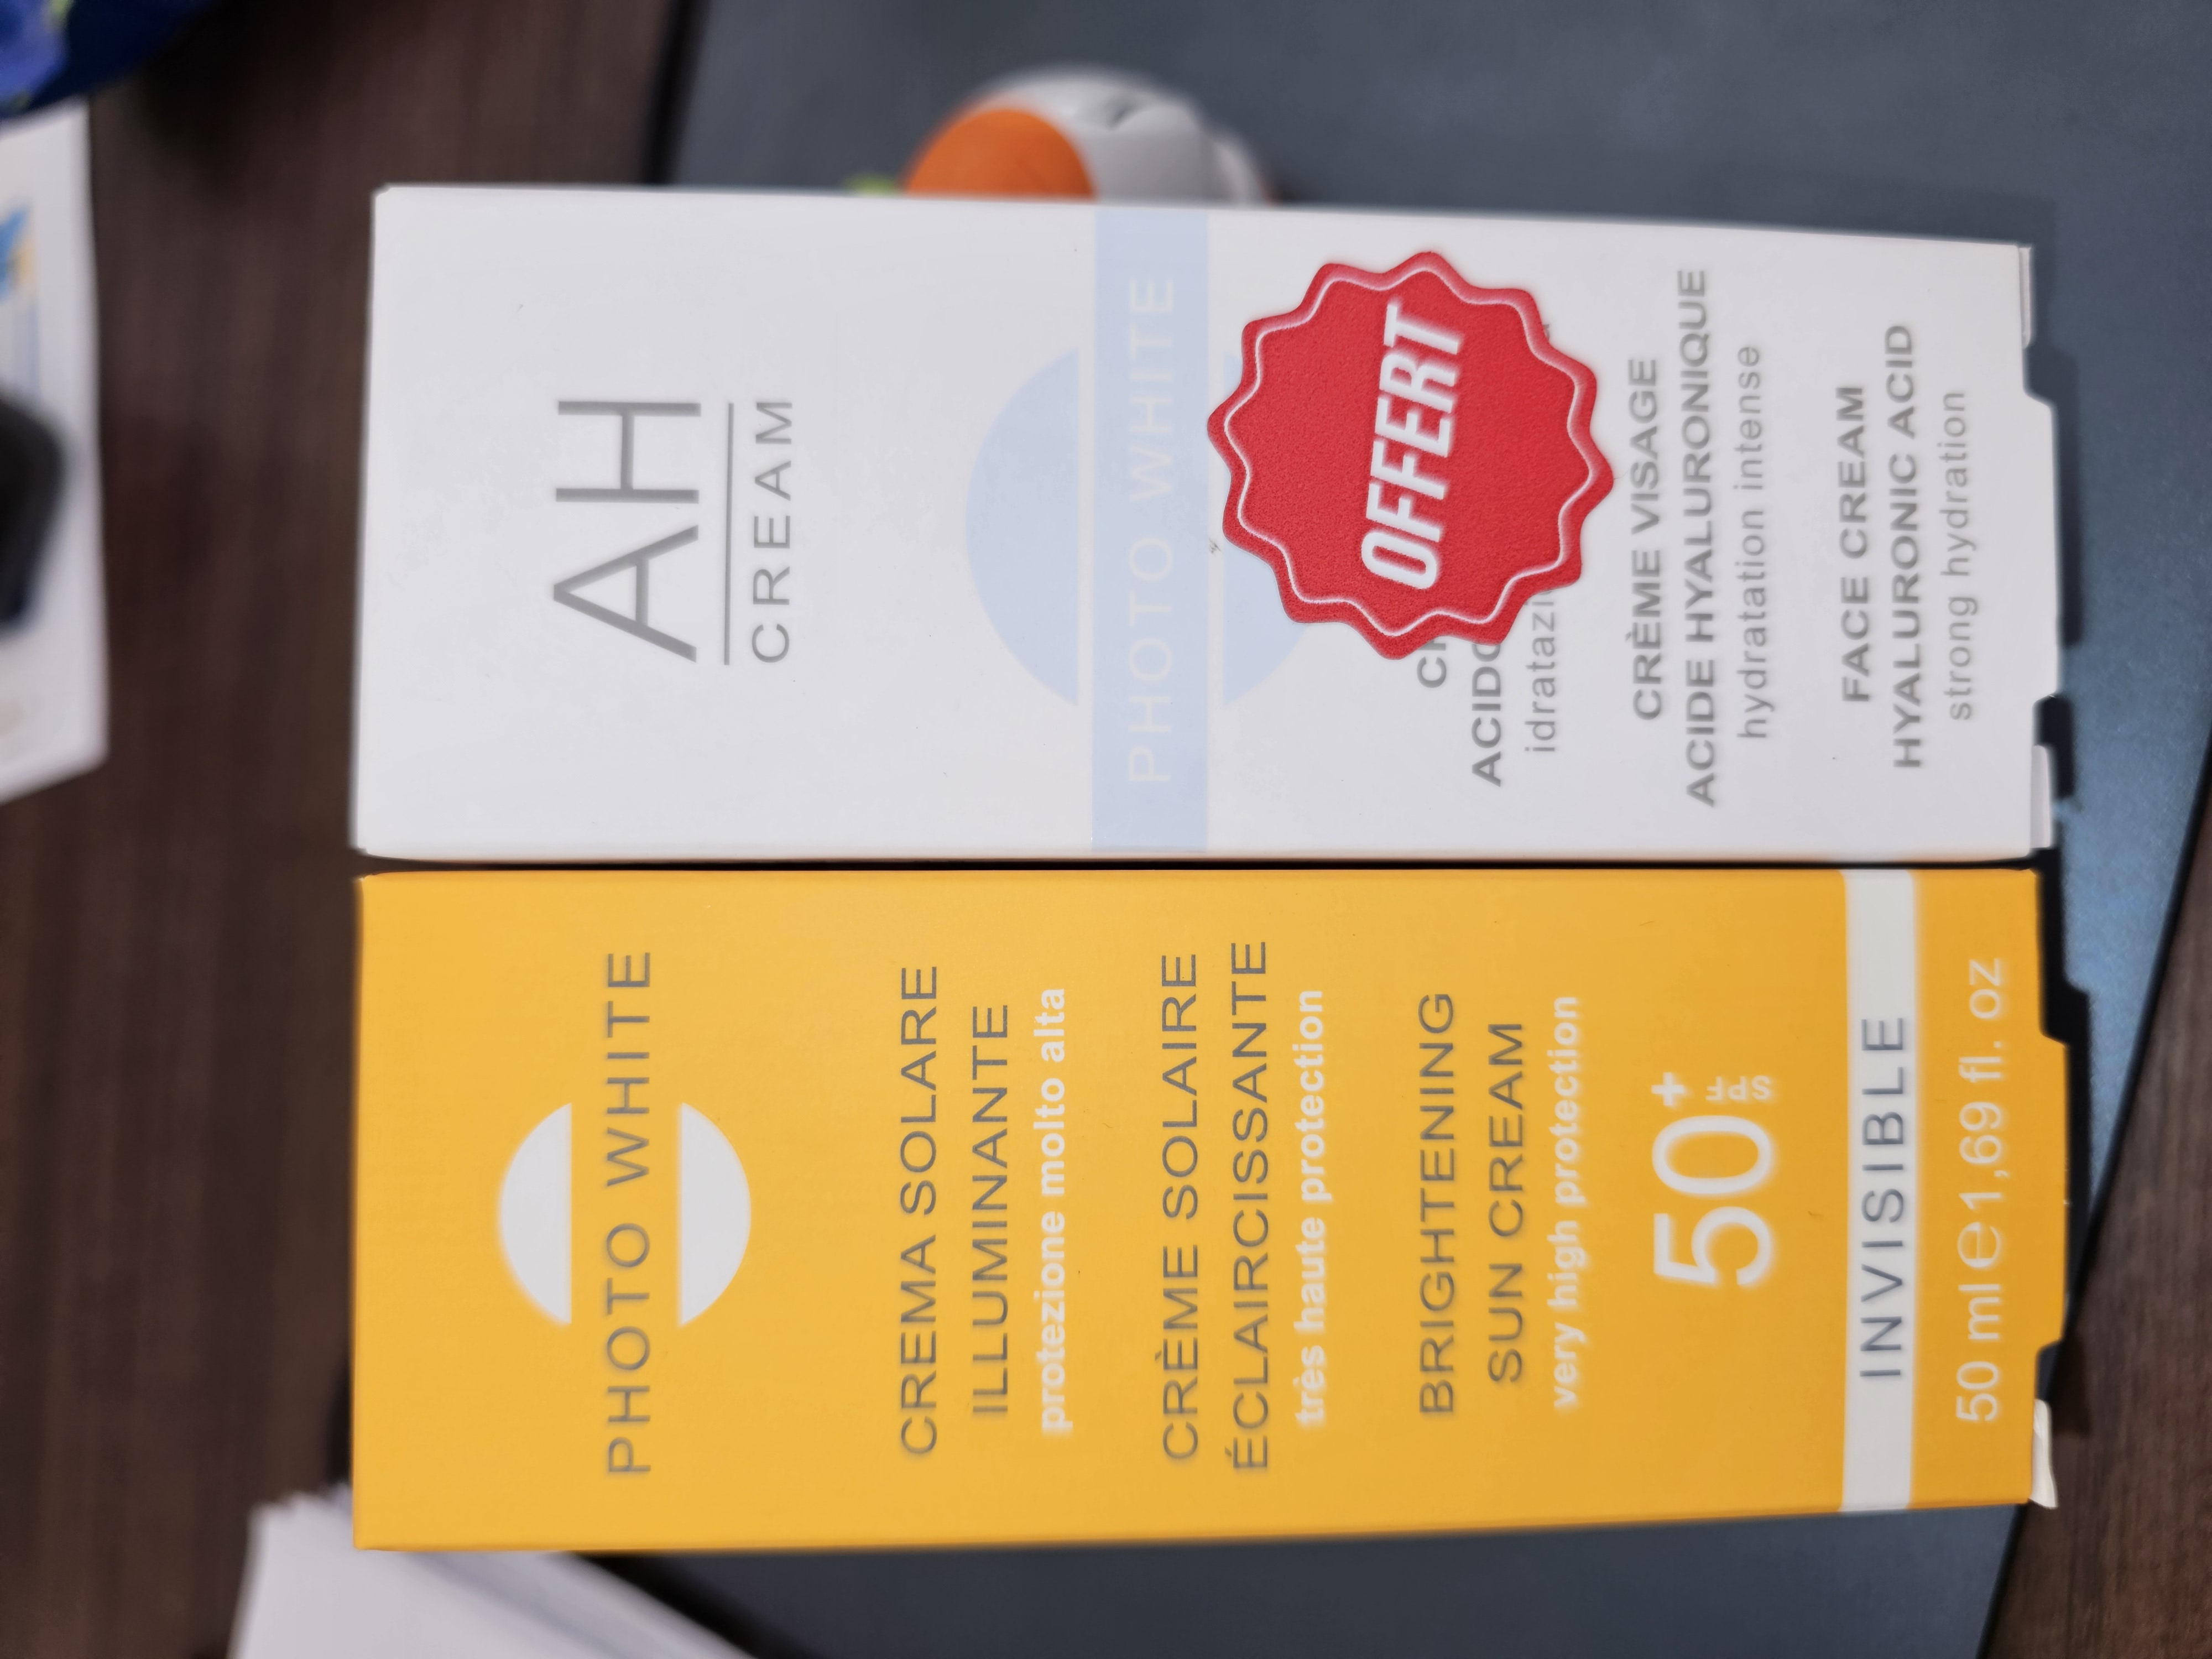 AH
CREAM
PHOTO WHITE
OFFERT
ACIDO
CRÈME VISAGE
ACIDE HYALURONIQUE
hydratation intense
FACE CREAM
HYALURONIC ACID
strong hydration
PHOTO WHITE
CREMA SOLARE
ILLUMINANTE
protezione molto alta
CRÈME SOLAIRE
ÉCLAIRCISSANTE
très haute protection
BRIGHTENING
SUN CREAM
very high protection
50+
SPF
INVISIBLE
50 ml ℮ 1,69 fl. oz